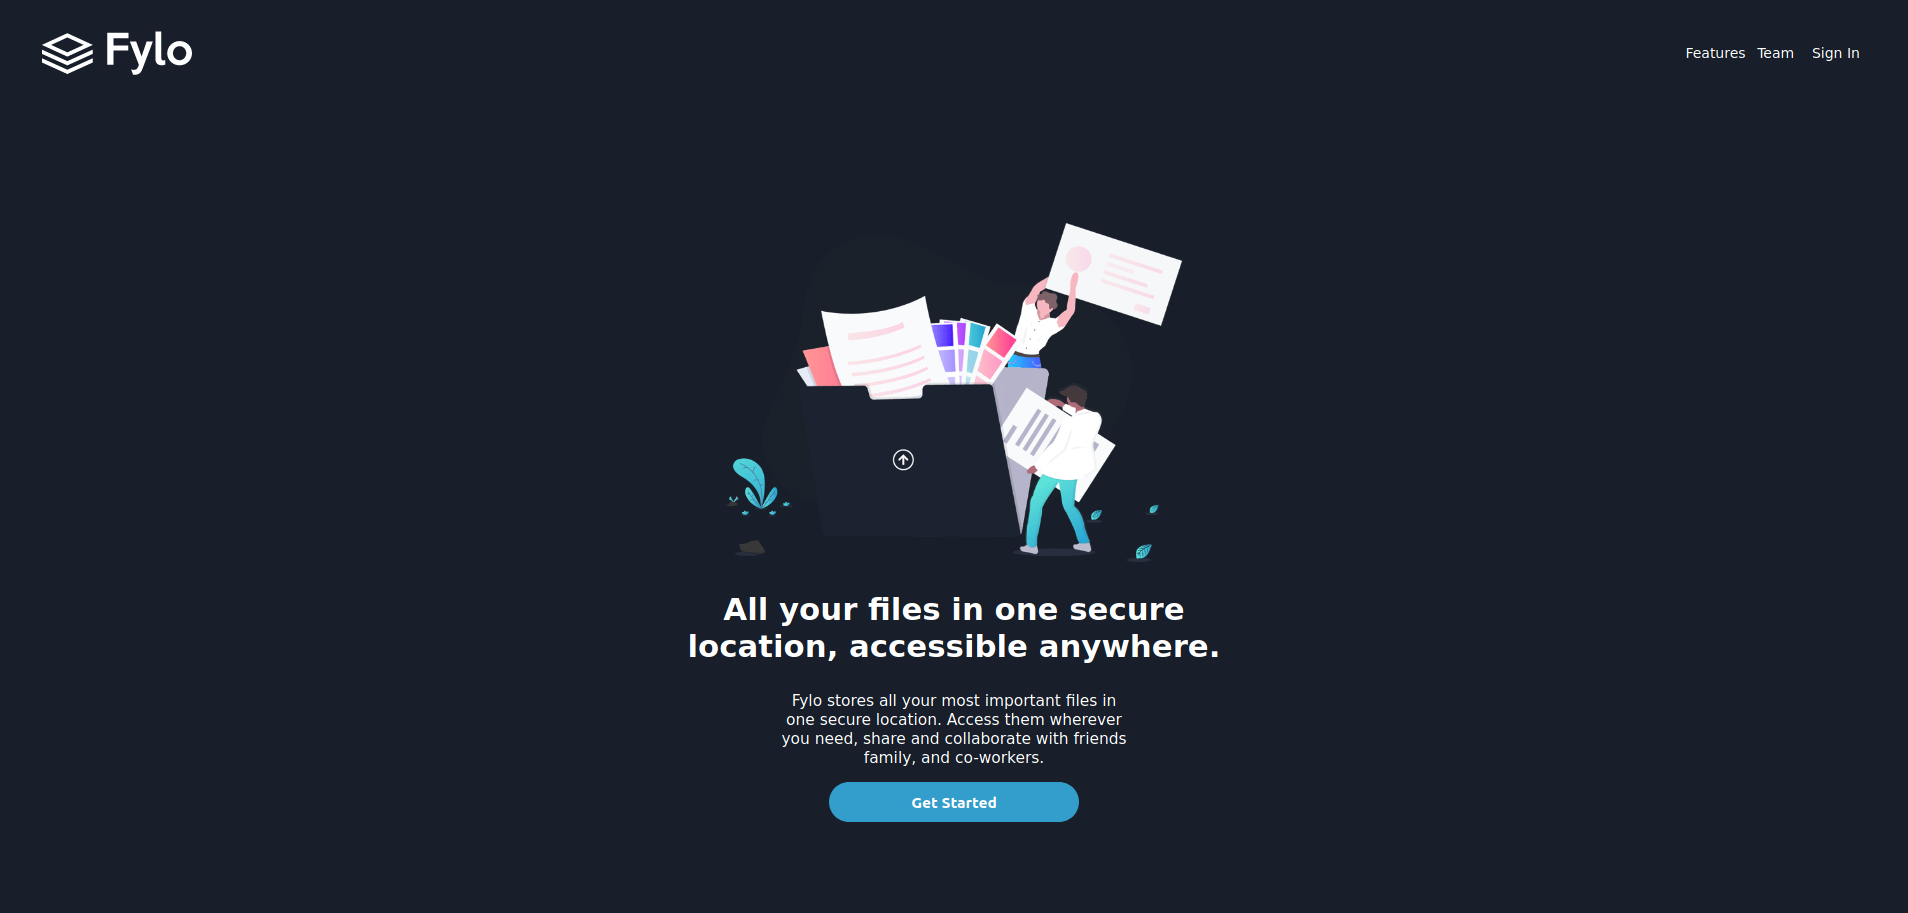 Fylo
Features Team Sign In
All your files in one secure
location, accessible anywhere.
Fylo stores all your most important files in
one secure location. Access them wherever
you need, share and collaborate with friends
family, and co-workers.
Get Started